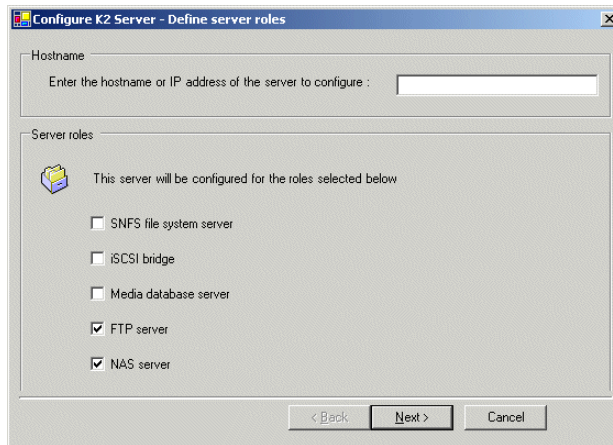 Configure K2 Server - Define server roles
Hostname
Enter the hostname or IP address of the server to configure :
Server roles
This server will be configured for the roles selected below
SNFS file system server
iSCSI bridge
Media database server
FTP server
NAS server
< Back
Next >
Cancel